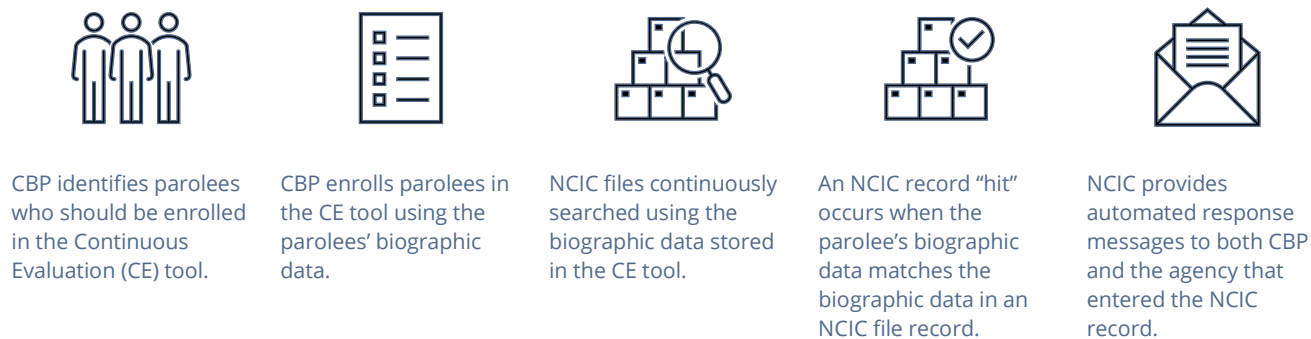 CBP identifies parolees
who should be enrolled
in the Continuous
Evaluation (CE) tool.
CBP enrolls parolees in
the CE tool using the
parolees’ biographic
data.
NCIC files continuously
searched using the
biographic data stored
in the CE tool.
An NCIC record “hit”
occurs when the
parolee’s biographic
data matches the
biographic data in an
NCIC file record.
NCIC provides
automated response
messages to both CBP
and the agency that
entered the NCIC
record.